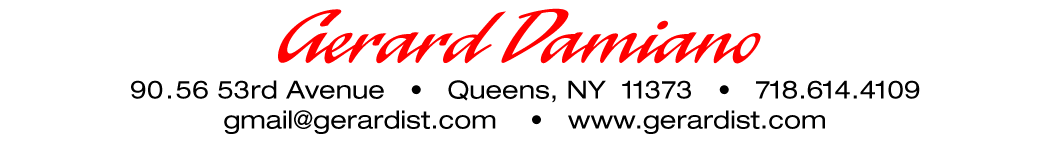 Gerard Damiano
90.56 53rd Avenue • Queens, NY 11373 • 718.614.4109
gmail@gerardist.com • www.gerardist.com